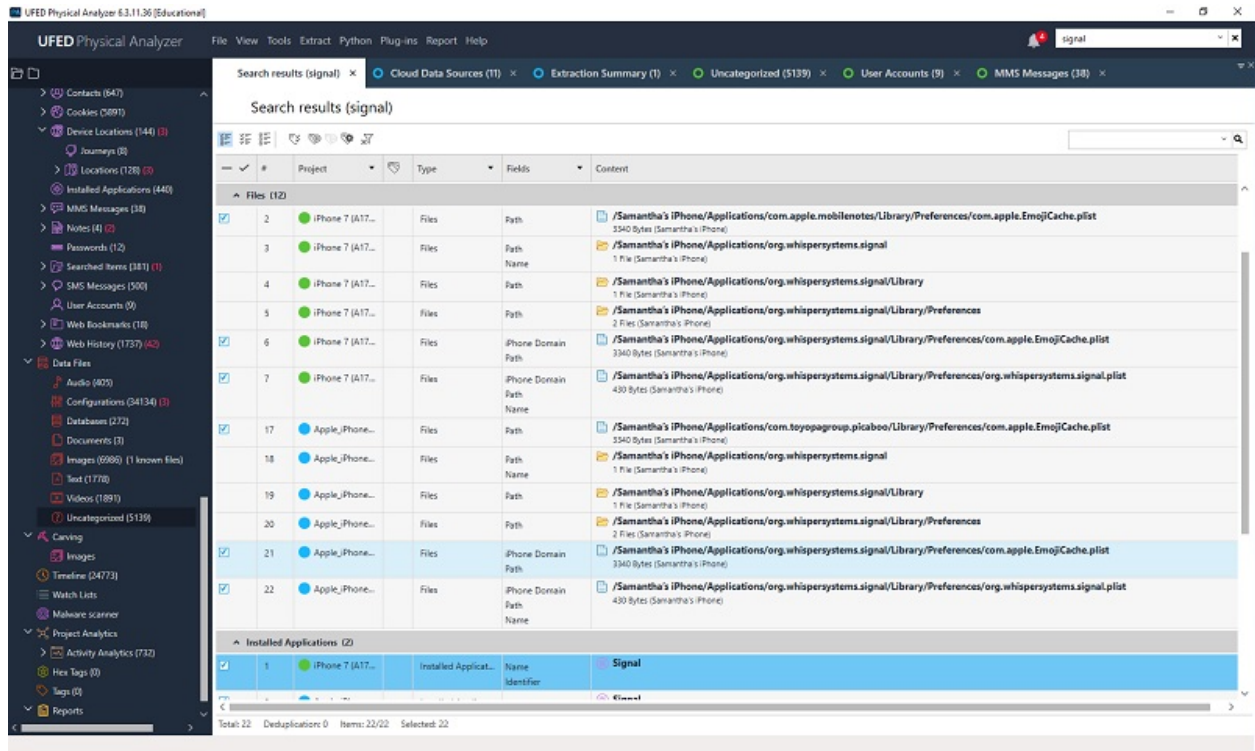 UFED Physical Analyzer 6.3.11.36 [Educational]
UFED Physical Analyzer
File View Tools Extract Python Plug-ins Report Help
signal
Search results (signal)
Cloud Data Sources (11)
Extraction Summary (1)
Uncategorized (5139)
User Accounts (9)
MMS Messages (38)
Contacts (647)
Cookies (5891)
Device Locations (144) (3)
Journeys (8)
Locations (128) (3)
Installed Applications (440)
MMS Messages (38)
Notes (4) (2)
Passwords (12)
Searched Items (381) (1)
SMS Messages (500)
User Accounts (9)
Web Bookmarks (18)
Web History (1737) (42)
Data Files
Audio (405)
Configurations (34134) (3)
Databases (272)
Documents (3)
Images (6986) (1 known files)
Text (1778)
Videos (1891)
Uncategorized (5139)
Carving
Images
Timeline (24773)
Watch Lists
Malware scanner
Project Analytics
Activity Analytics (732)
Hex Tags (0)
Tags (0)
Reports
Search results (signal)
# Project Type Fields Content
Files (12)
2 iPhone 7 (A17... Files Path /Samantha's iPhone/Applications/com.apple.mobilenotes/Library/Preferences/com.apple.EmojiCache.plist
3340 Bytes (Samantha's iPhone)
3 iPhone 7 (A17... Files Path /Samantha's iPhone/Applications/org.whispersystems.signal
Name 1 File (Samantha's iPhone)
4 iPhone 7 (A17... Files Path /Samantha's iPhone/Applications/org.whispersystems.signal/Library
1 File (Samantha's iPhone)
5 iPhone 7 (A17... Files Path /Samantha's iPhone/Applications/org.whispersystems.signal/Library/Preferences
2 Files (Samantha's iPhone)
6 iPhone 7 (A17... Files iPhone Domain /Samantha's iPhone/Applications/org.whispersystems.signal/Library/Preferences/com.apple.EmojiCache.plist
Path 3340 Bytes (Samantha's iPhone)
7 iPhone 7 (A17... Files iPhone Domain /Samantha's iPhone/Applications/org.whispersystems.signal/Library/Preferences/org.whispersystems.signal.plist
Path 430 Bytes (Samantha's iPhone)
Name
17 Apple_iPhone... Files Path /Samantha's iPhone/Applications/com.toyopagroup.picaboo/Library/Preferences/com.apple.EmojiCache.plist
3340 Bytes (Samantha's iPhone)
18 Apple_iPhone... Files Path /Samantha's iPhone/Applications/org.whispersystems.signal
Name 1 File (Samantha's iPhone)
19 Apple_iPhone... Files Path /Samantha's iPhone/Applications/org.whispersystems.signal/Library
1 File (Samantha's iPhone)
20 Apple_iPhone... Files Path /Samantha's iPhone/Applications/org.whispersystems.signal/Library/Preferences
2 Files (Samantha's iPhone)
21 Apple_iPhone... Files iPhone Domain /Samantha's iPhone/Applications/org.whispersystems.signal/Library/Preferences/com.apple.EmojiCache.plist
Path 3340 Bytes (Samantha's iPhone)
22 Apple_iPhone... Files iPhone Domain /Samantha's iPhone/Applications/org.whispersystems.signal/Library/Preferences/org.whispersystems.signal.plist
Path 430 Bytes (Samantha's iPhone)
Name
Installed Applications (2)
1 iPhone 7 (A17... Installed Applicat... Name Signal
Identifier
Signal
Total: 22 Deduplication: 0 Items: 22/22 Selected: 22